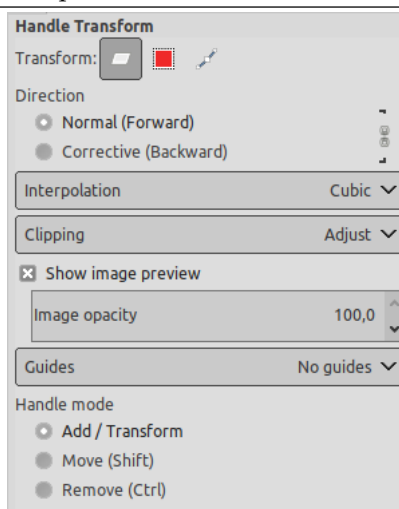 Handle Transform
Transform:
Direction
Normal (Forward)
Corrective (Backward)
Interpolation Cubic
Clipping Adjust
Show image preview
Image opacity 100,0
Guides No guides
Handle mode
Add / Transform
Move (Shift)
Remove (Ctrl)